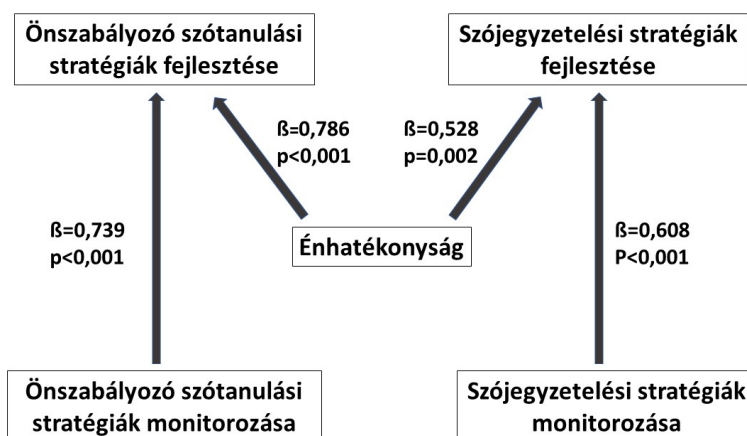 Önszabályozó szótanulási
stratégiák fejlesztése
Szójegyzetelési stratégiák
fejlesztése
ß=0,786
p<0,001
ß=0,528
p=0,002
ß=0,739
p<0,001
Énhatékonyság
ß=0,608
P<0,001
Önszabályozó szótanulási
stratégiák monitorozása
Szójegyzetelési stratégiák
monitorozása